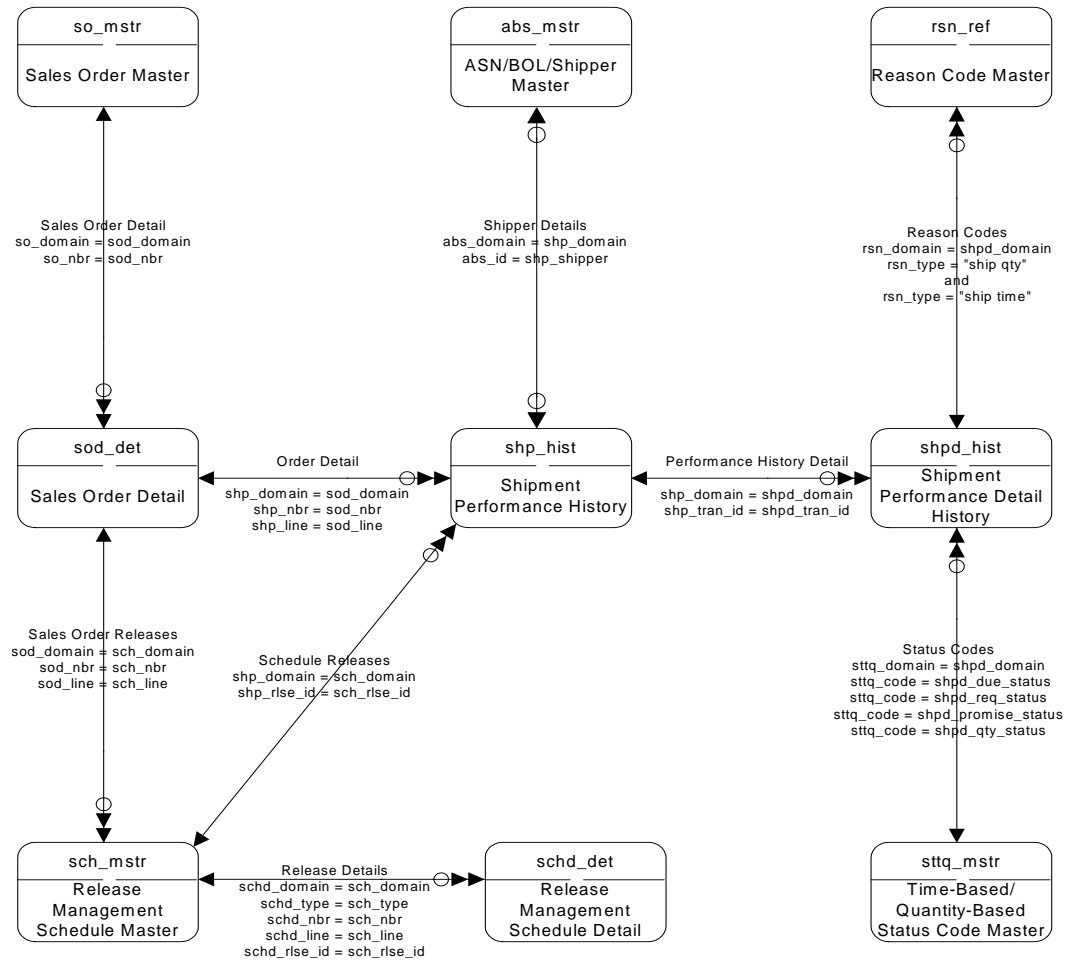 so_mstr
Sales Order Master
abs_mstr
ASN/BOL/Shipper
Master
rsn_ref
Reason Code Master
Sales Order Detail
so_domain = sod_domain
so_nbr = sod_nbr
Shipper Details
abs_domain = shp_domain
abs_id = shp_shipper
Reason Codes
rsn_domain = shpd_domain
rsn_type = "ship qty"
and
rsn_type = "ship time"
sod_det
Sales Order Detail
Order Detail
shp_domain = sod_domain
shp_nbr = sod_nbr
shp_line = sod_line
shp_hist
Shipment
Performance History
Performance History Detail
shp_domain = shpd_domain
shp_tran_id = shpd_tran_id
shpd_hist
Shipment
Performance Detail
History
Sales Order Releases
sod_domain = sch_domain
sod_nbr = sch_nbr
sod_line = sch_line
Schedule Releases
shp_domain = sch_domain
shp_rlse_id = sch_rlse_id
Status Codes
sttq_domain = shpd_domain
sttq_code = shpd_due_status
sttq_code = shpd_req_status
sttq_code = shpd_promise_status
sttq_code = shpd_qty_status
sch_mstr
Release
Management
Schedule Master
Release Details
schd_domain = sch_domain
schd_type = sch_type
schd_nbr = sch_nbr
schd_line = sch_line
schd_rlse_id = sch_rlse_id
schd_det
Release
Management
Schedule Detail
sttq_mstr
Time-Based/
Quantity-Based
Status Code Master